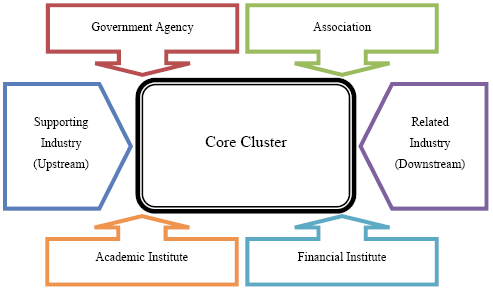 Government Agency
Association
Supporting
Industry
(Upstream)
Core Cluster
Related
Industry
(Downstream)
Academic Institute
Financial Institute